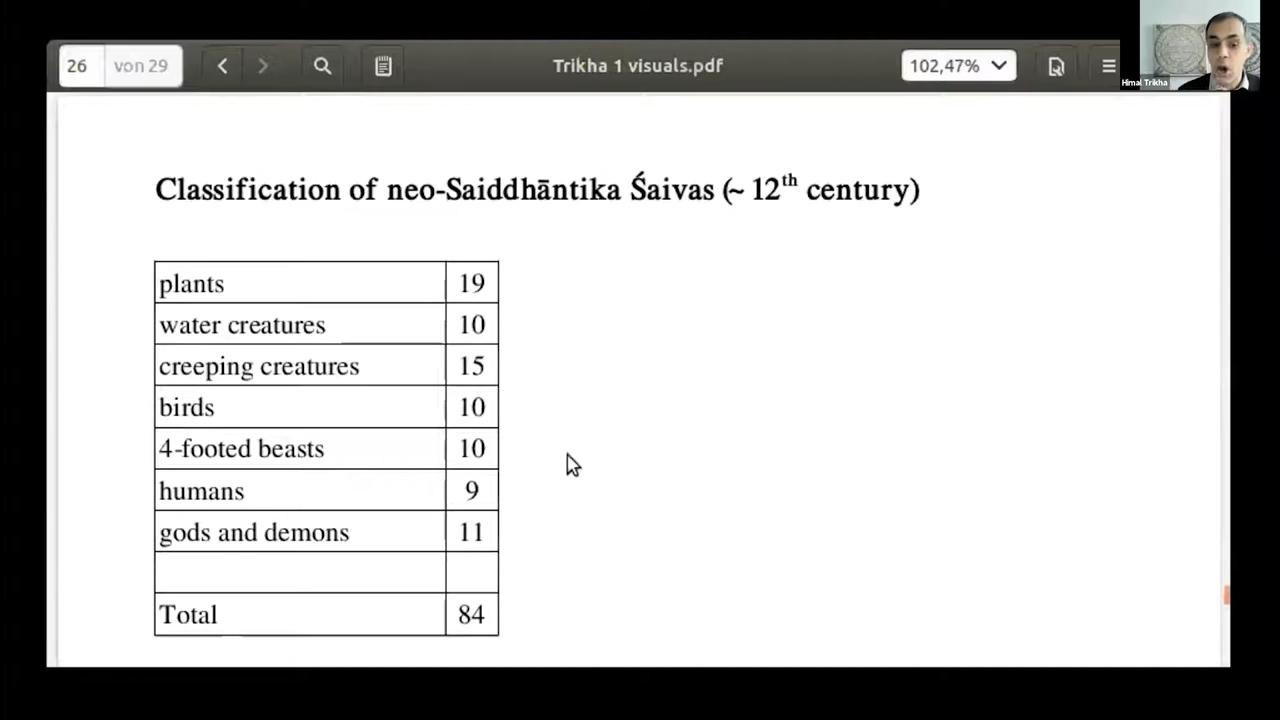 26 von 29 Trikha 1 visuals.pdf 102,47%
Himal Trikha
Classification of neo-Saiddhāntika Śaivas (~ 12th century)
plants 19
water creatures 10
creeping creatures 15
birds 10
4-footed beasts 10
humans 9
gods and demons 11
Total 84